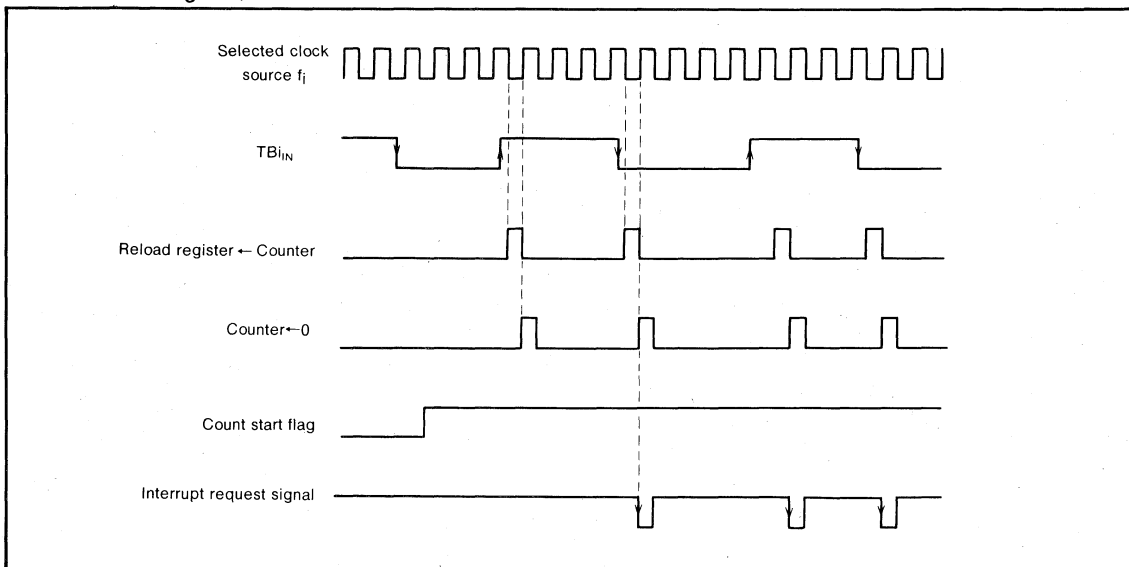 Selected clock
source fi
TBiIN
Reload register ← Counter
Counter←0
Count start flag
Interrupt request signal